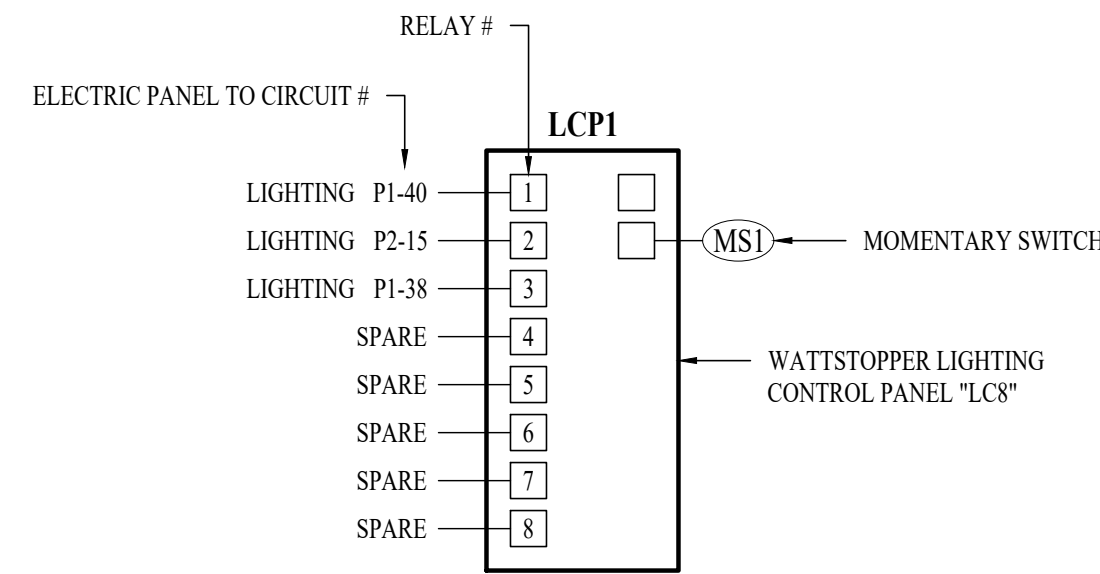 RELAY #
ELECTRIC PANEL TO CIRCUIT #
LCP1
LIGHTING P1-40 1
LIGHTING P2-15 2 MS1 MOMENTARY SWITCH
LIGHTING P1-38 3
SPARE 4
WATTSTOPPER LIGHTING
SPARE 5
CONTROL PANEL "LC8"
SPARE 6
SPARE 7
SPARE 8